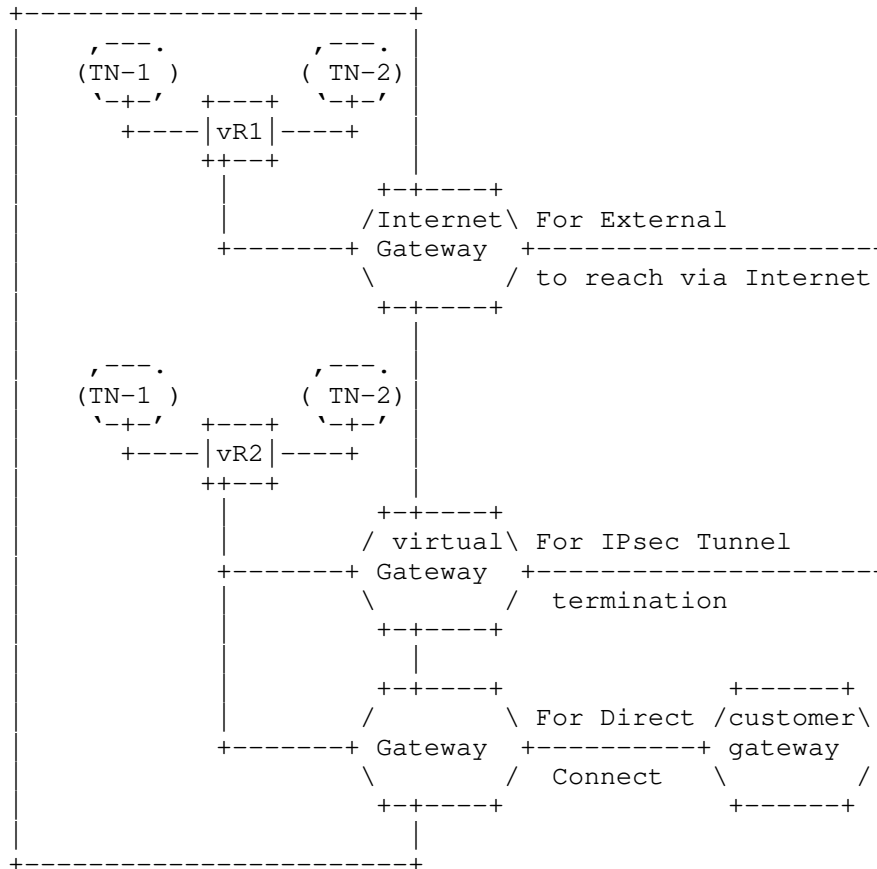 (TN-1 ) ( TN-2)
vR1
Internet For External
Gateway
to reach via Internet
(TN-1 ) ( TN-2)
vR2
virtual For IPsec Tunnel
Gateway
termination
For Direct customer
Gateway gateway
Connect